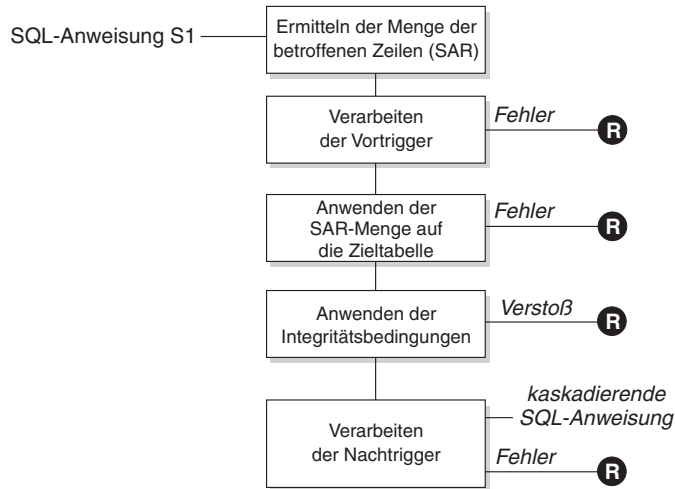 SQL-Anweisung S1
Ermitteln der Menge der
betroffenen Zeilen (SAR)
Verarbeiten
der Vortrigger
Fehler
R
Anwenden der
SAR-Menge auf
die Zieltabelle
Fehler
R
Anwenden der
Integritätsbedingungen
Verstoß
R
Verarbeiten
der Nachtrigger
kaskadierende
SQL-Anweisung
Fehler
R